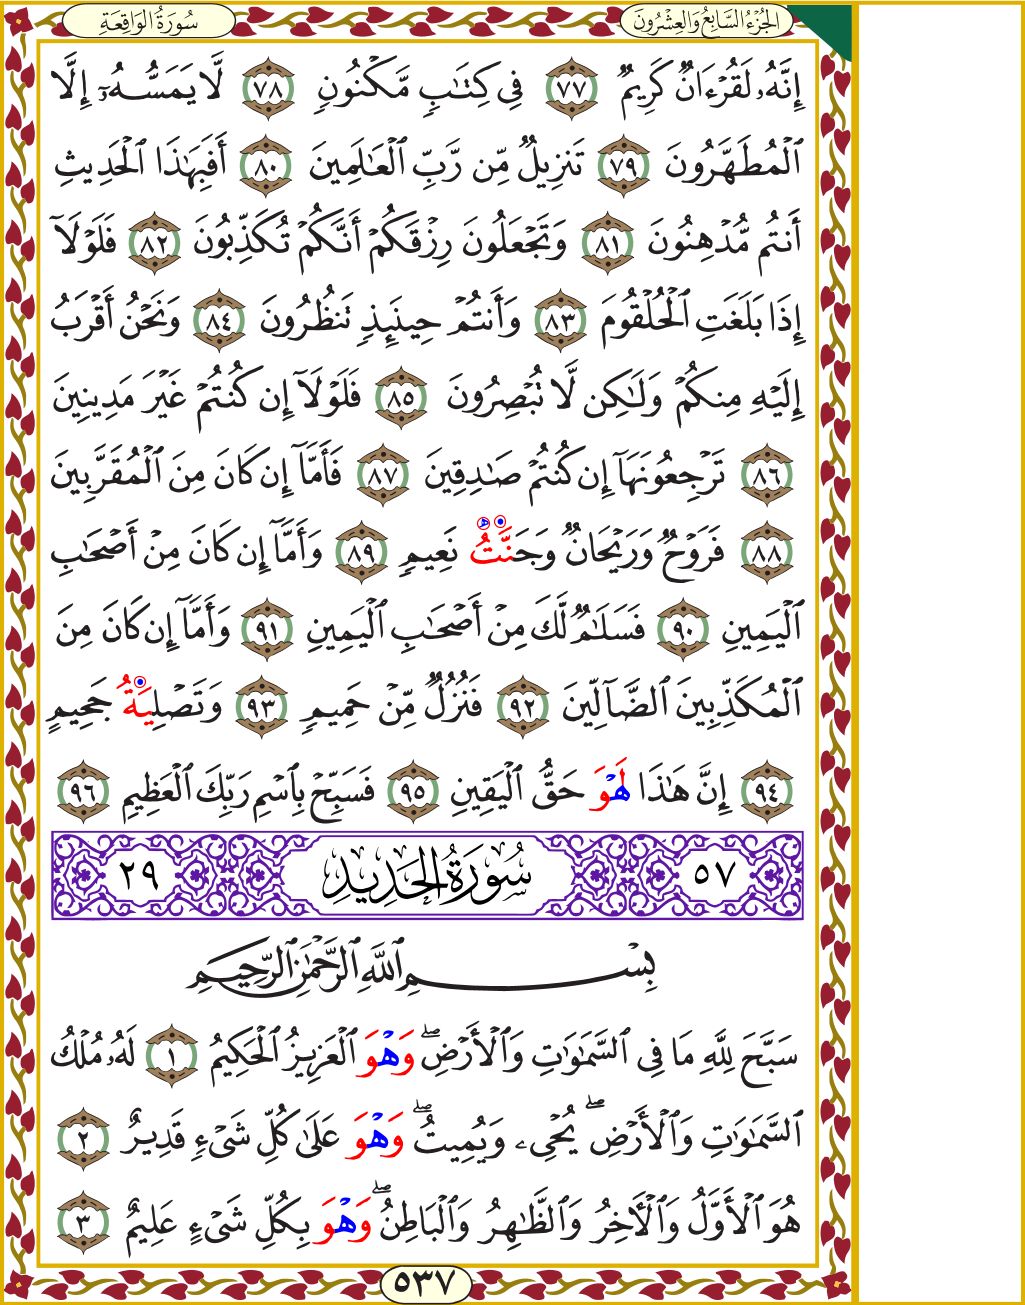 سُورَةُ الوَاقِعَةِ
الجُزْءُ السَّابِعُ وَالعِشْرُونَ
إِنَّهُۥ لَقُرْءَانٌ كَرِيمٌ ٧٧ فِى كِتَـٰبٍ مَّكْنُونٍ ٧٨ لَّا يَمَسُّهُۥٓ إِلَّا
ٱلْمُطَهَّرُونَ ٧٩ تَنزِيلٌ مِّن رَّبِّ ٱلْعَـٰلَمِينَ ٨٠ أَفَبِهَـٰذَا ٱلْحَدِيثِ
أَنتُم مُّدْهِنُونَ ٨١ وَتَجْعَلُونَ رِزْقَكُمْ أَنَّكُمْ تُكَذِّبُونَ ٨٢ فَلَوْلَآ
إِذَا بَلَغَتِ ٱلْحُلْقُومَ ٨٣ وَأَنتُمْ حِينَئِذٍ تَنظُرُونَ ٨٤ وَنَحْنُ أَقْرَبُ
إِلَيْهِ مِنكُمْ وَلَـٰكِن لَّا تُبْصِرُونَ ٨٥ فَلَوْلَآ إِن كُنتُمْ غَيْرَ مَدِينِينَ
٨٦ تَرْجِعُونَهَآ إِن كُنتُمْ صَـٰدِقِينَ ٨٧ فَأَمَّآ إِن كَانَ مِنَ ٱلْمُقَرَّبِينَ
٨٨ فَرَوْحٌ وَرَيْحَانٌ وَجَنَّتُ نَعِيمٍ ٨٩ وَأَمَّآ إِن كَانَ مِنْ أَصْحَـٰبِ
ٱلْيَمِينِ ٩٠ فَسَلَـٰمٌ لَّكَ مِنْ أَصْحَـٰبِ ٱلْيَمِينِ ٩١ وَأَمَّآ إِن كَانَ مِنَ
ٱلْمُكَذِّبِينَ ٱلضَّآلِّينَ ٩٢ فَنُزُلٌ مِّنْ حَمِيمٍ ٩٣ وَتَصْلِيَةُ جَحِيمٍ
٩٤ إِنَّ هَـٰذَا لَهْوَ حَقُّ ٱلْيَقِينِ ٩٥ فَسَبِّحْ بِٱسْمِ رَبِّكَ ٱلْعَظِيمِ ٩٦
٥٧ سُورَةُ الحَدِيدِ ٢٩
بِسْمِ ٱللَّهِ ٱلرَّحْمَـٰنِ ٱلرَّحِيمِ
سَبَّحَ لِلَّهِ مَا فِى ٱلسَّمَـٰوَٰتِ وَٱلْأَرْضِ ۖ وَهْوَ ٱلْعَزِيزُ ٱلْحَكِيمُ ١ لَهُۥ مُلْكُ
ٱلسَّمَـٰوَٰتِ وَٱلْأَرْضِ ۖ يُحْىِۦ وَيُمِيتُ ۖ وَهْوَ عَلَىٰ كُلِّ شَىْءٍ قَدِيرٌ ٢
هُوَ ٱلْأَوَّلُ وَٱلْـَٔاخِرُ وَٱلظَّـٰهِرُ وَٱلْبَاطِنُ ۖ وَهْوَ بِكُلِّ شَىْءٍ عَلِيمٌ ٣
٥٣٧